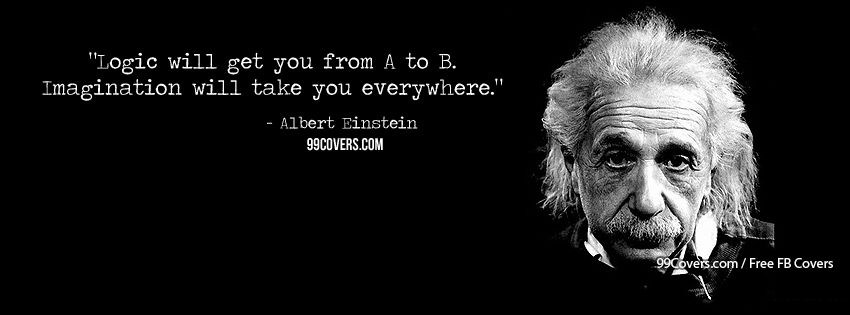 "Logic will get you from A to B.
Imagination will take you everywhere."
- Albert Einstein
99COVERS.COM
99Covers.com / Free FB Covers